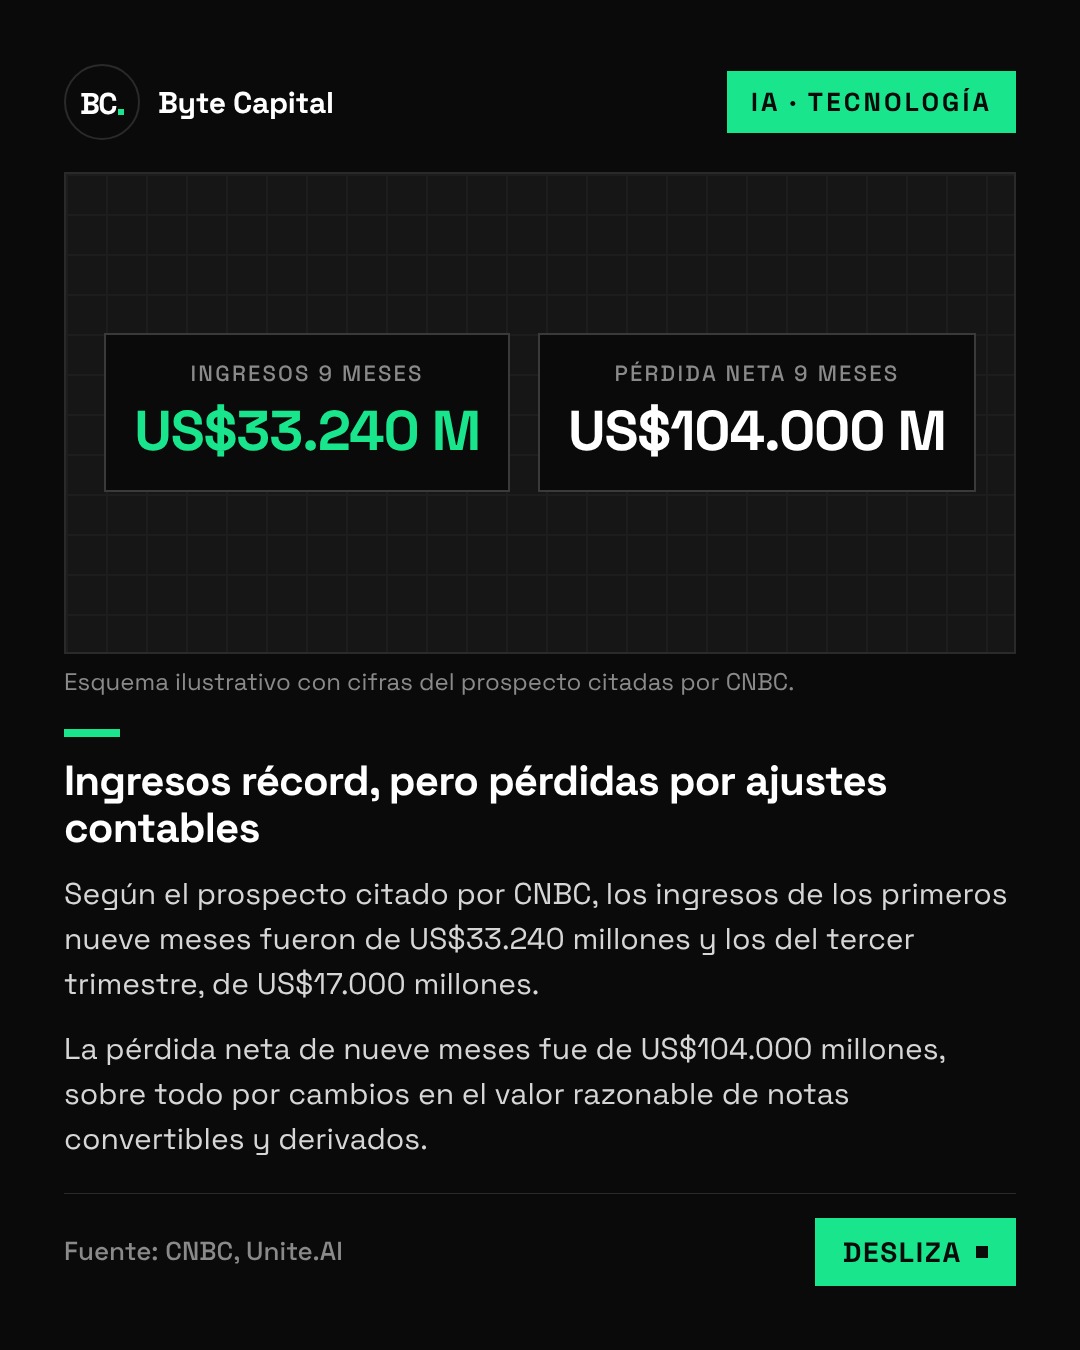 BC.
Byte Capital
IA · TECNOLOGÍA
INGRESOS 9 MESES
US$33.240 M
PÉRDIDA NETA 9 MESES
US$104.000 M
Esquema ilustrativo con cifras del prospecto citadas por CNBC.
Ingresos récord, pero pérdidas por ajustes
contables
Según el prospecto citado por CNBC, los ingresos de los primeros
nueve meses fueron de US$33.240 millones y los del tercer
trimestre, de US$17.000 millones.
La pérdida neta de nueve meses fue de US$104.000 millones,
sobre todo por cambios en el valor razonable de notas
convertibles y derivados.
Fuente: CNBC, Unite.AI
DESLIZA